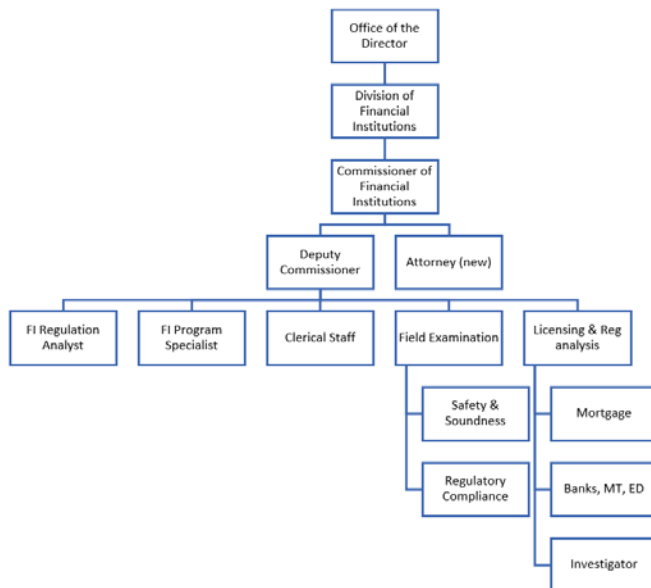 Office of the
Director
Division of
Financial
Institutions
Commissioner of
Financial
Institutions
Deputy
Commissioner
Attorney (new)
FI Regulation
Analyst
FI Program
Specialist
Clerical Staff
Field Examination
Licensing & Reg
analysis
Safety &
Soundness
Regulatory
Compliance
Mortgage
Banks, MT, ED
Investigator